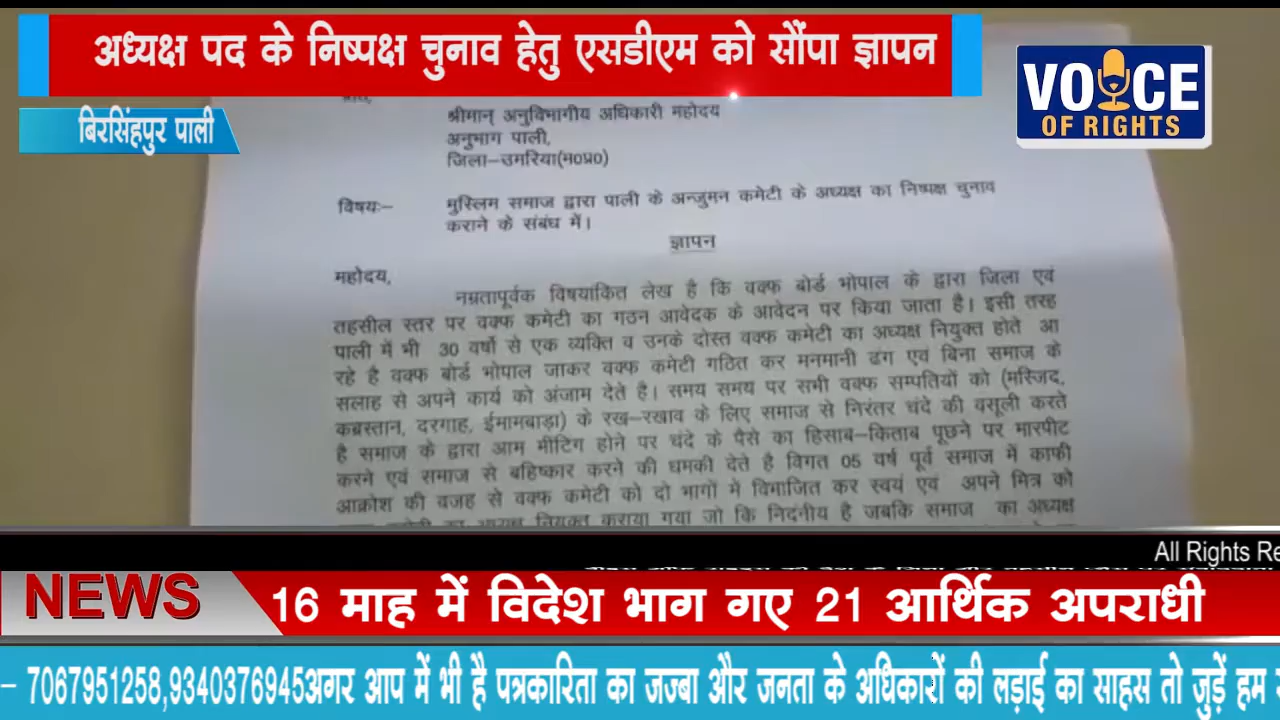 अध्यक्ष पद के निष्पक्ष चुनाव हेतु एसडीएम को सौंपा ज्ञापन
VOICE
OF RIGHTS
बिरसिंहपुर पाली
श्रीमान् अनुविभागीय अधिकारी महोदय
अनुभाग पाली,
जिला–उमरिया(म0प्र0)
विषयः– मुस्लिम समाज द्वारा पाली के अन्जुमन कमेटी के अध्यक्ष का निष्पक्ष चुनाव
कराने के संबंध में।
ज्ञापन
महोदय,
नम्रतापूर्वक विषयांकित लेख है कि वक्फ बोर्ड भोपाल के द्वारा जिला एवं
तहसील स्तर पर वक्फ कमेटी का गठन आवेदक के आवेदन पर किया जाता है। इसी तरह
पाली में भी 30 वर्षो से एक व्यक्ति व उनके दोस्त वक्फ कमेटी का अध्यक्ष नियुक्त होते आ
रहे है वक्फ बोर्ड भोपाल जाकर वक्फ कमेटी गठित कर मनमानी ढंग एवं बिना समाज के
सलाह से अपने कार्य को अंजाम देते है। समय समय पर सभी वक्फ सम्पतियों को (मस्जिद,
कब्रस्तान, दरगाह, ईमामबाड़ा) के रख–रखाव के लिए समाज से निरंतर चंदे की वसूली करते
है समाज के द्वारा आम मीटिग होने पर चंदे के पैसे का हिसाब–किताब पूछने पर मारपीट
करने एवं समाज से बहिष्कार करने की धमकी देते है विगत 05 वर्ष पूर्व समाज में काफी
आक्रोश की वजह से वक्फ कमेटी को दो भागों में विभाजित कर स्वयं एवं अपने मित्र को
कमेटी का अध्यक्ष नियुक्त कराया गया जो कि निदंनीय है जबकि समाज का अध्यक्ष
All Rights Re
NEWS
16 माह में विदेश भाग गए 21 आर्थिक अपराधी
– 7067951258,9340376945अगर आप में भी है पत्रकारिता का जज्बा और जनता के अधिकारों की लड़ाई का साहस तो जुड़ें हम